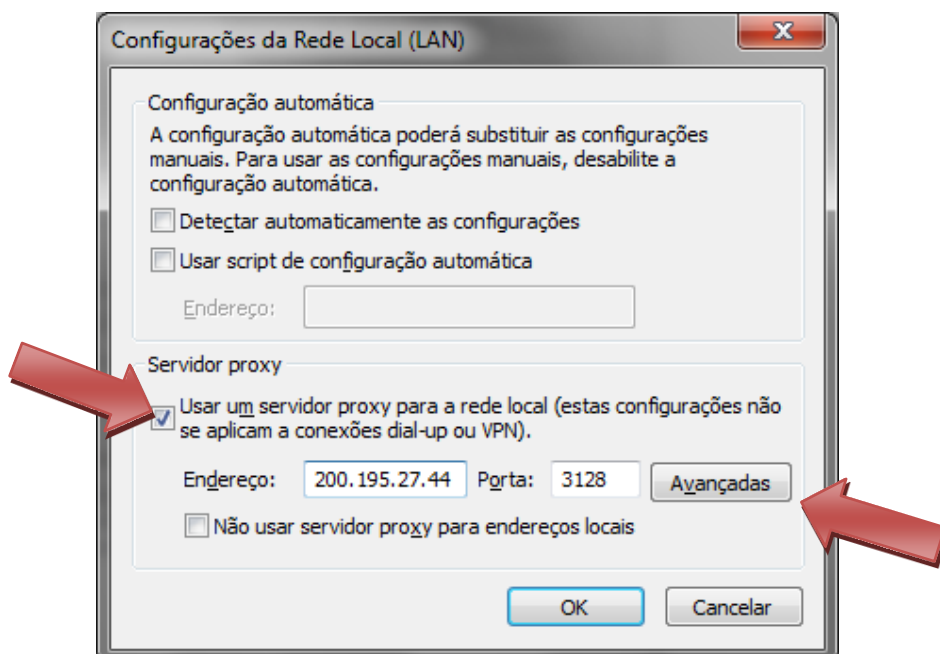 Configurações da Rede Local (LAN)
Configuração automática
A configuração automática poderá substituir as configurações
manuais. Para usar as configurações manuais, desabilite a
configuração automática.
Detectar automaticamente as configurações
Usar script de configuração automática
Endereço:
Servidor proxy
Usar um servidor proxy para a rede local (estas configurações não
se aplicam a conexões dial-up ou VPN).
Endereço: 200.195.27.44 Porta: 3128 Avançadas
Não usar servidor proxy para endereços locais
OK Cancelar